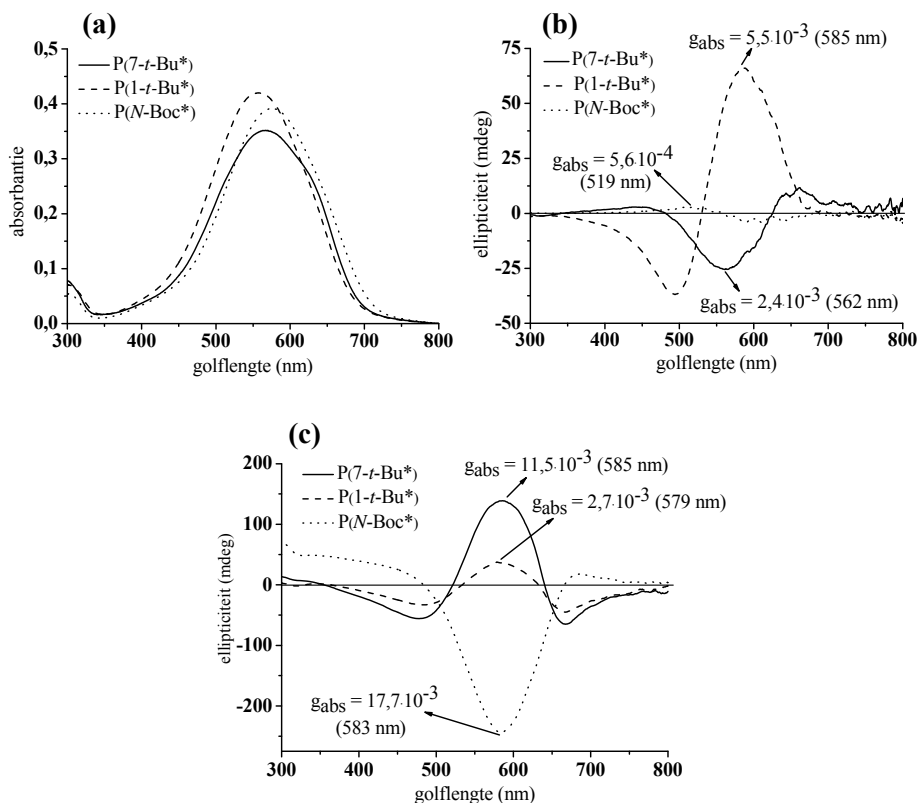 (a)
0,5
0,4
0,3
0,2
0,1
0,0
absorbantie
P(7-t-Bu*)
P(1-t-Bu*)
P(N-Boc*)
300 400 500 600 700 800
golflengte (nm)
(b)
75
50
25
0
-25
-50
ellipticiteit (mdeg)
P(7-t-Bu*)
P(1-t-Bu*)
P(N-Boc*)
gabs = 5,5.10-3 (585 nm)
gabs = 5,6.10-4
(519 nm)
gabs = 2,4.10-3 (562 nm)
300 400 500 600 700 800
golflengte (nm)
(c)
200
100
0
-100
-200
ellipticiteit (mdeg)
P(7-t-Bu*)
P(1-t-Bu*)
P(N-Boc*)
gabs = 11,5.10-3 (585 nm)
gabs = 2,7.10-3 (579 nm)
gabs = 17,7.10-3
(583 nm)
300 400 500 600 700 800
golflengte (nm)